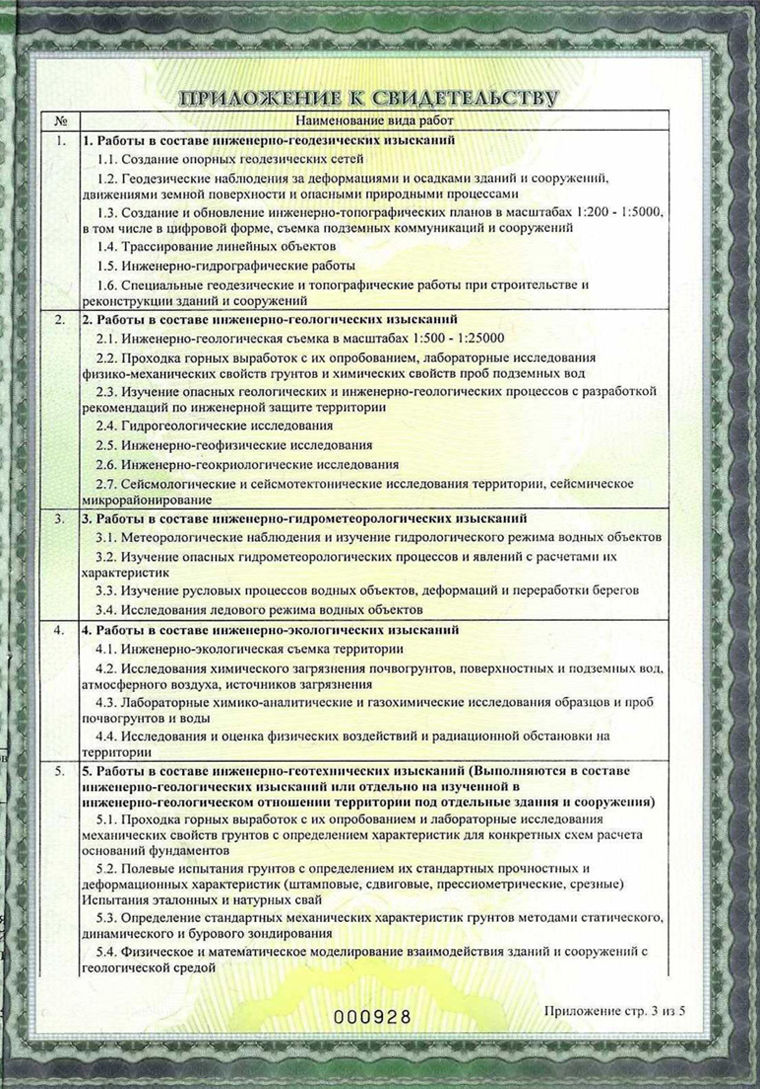 ПРИЛОЖЕНИЕ К СВИДЕТЕЛЬСТВУ
№ Наименование вида работ
1. 1. Работы в составе инженерно-геодезических изысканий
1.1. Создание опорных геодезических сетей
1.2. Геодезические наблюдения за деформациями и осадками зданий и сооружений,
движениями земной поверхности и опасными природными процессами
1.3. Создание и обновление инженерно-топографических планов в масштабах 1:200 - 1:5000,
в том числе в цифровой форме, съемка подземных коммуникаций и сооружений
1.4. Трассирование линейных объектов
1.5. Инженерно-гидрографические работы
1.6. Специальные геодезические и топографические работы при строительстве и
реконструкции зданий и сооружений
2. 2. Работы в составе инженерно-геологических изысканий
2.1. Инженерно-геологическая съемка в масштабах 1:500 - 1:25000
2.2. Проходка горных выработок с их опробованием, лабораторные исследования
физико-механических свойств грунтов и химических свойств проб подземных вод
2.3. Изучение опасных геологических и инженерно-геологических процессов с разработкой
рекомендаций по инженерной защите территории
2.4. Гидрогеологические исследования
2.5. Инженерно-геофизические исследования
2.6. Инженерно-геокриологические исследования
2.7. Сейсмологические и сейсмотектонические исследования территории, сейсмическое
микрорайонирование
3. 3. Работы в составе инженерно-гидрометеорологических изысканий
3.1. Метеорологические наблюдения и изучение гидрологического режима водных объектов
3.2. Изучение опасных гидрометеорологических процессов и явлений с расчетами их
характеристик
3.3. Изучение русловых процессов водных объектов, деформаций и переработки берегов
3.4. Исследования ледового режима водных объектов
4. 4. Работы в составе инженерно-экологических изысканий
4.1. Инженерно-экологическая съемка территории
4.2. Исследования химического загрязнения почвогрунтов, поверхностных и подземных вод,
атмосферного воздуха, источников загрязнения
4.3. Лабораторные химико-аналитические и газохимические исследования образцов и проб
почвогрунтов и воды
4.4. Исследования и оценка физических воздействий и радиационной обстановки на
территории
5. 5. Работы в составе инженерно-геотехнических изысканий (Выполняются в составе
инженерно-геологических изысканий или отдельно на изученной в
инженерно-геологическом отношении территории под отдельные здания и сооружения)
5.1. Проходка горных выработок с их опробованием и лабораторные исследования
механических свойств грунтов с определением характеристик для конкретных схем расчета
оснований фундаментов
5.2. Полевые испытания грунтов с определением их стандартных прочностных и
деформационных характеристик (штамповые, сдвиговые, прессиометрические, срезные)
Испытания эталонных и натурных свай
5.3. Определение стандартных механических характеристик грунтов методами статического,
динамического и бурового зондирования
5.4. Физическое и математическое моделирование взаимодействия зданий и сооружений с
геологической средой
000928
Приложение стр. 3 из 5